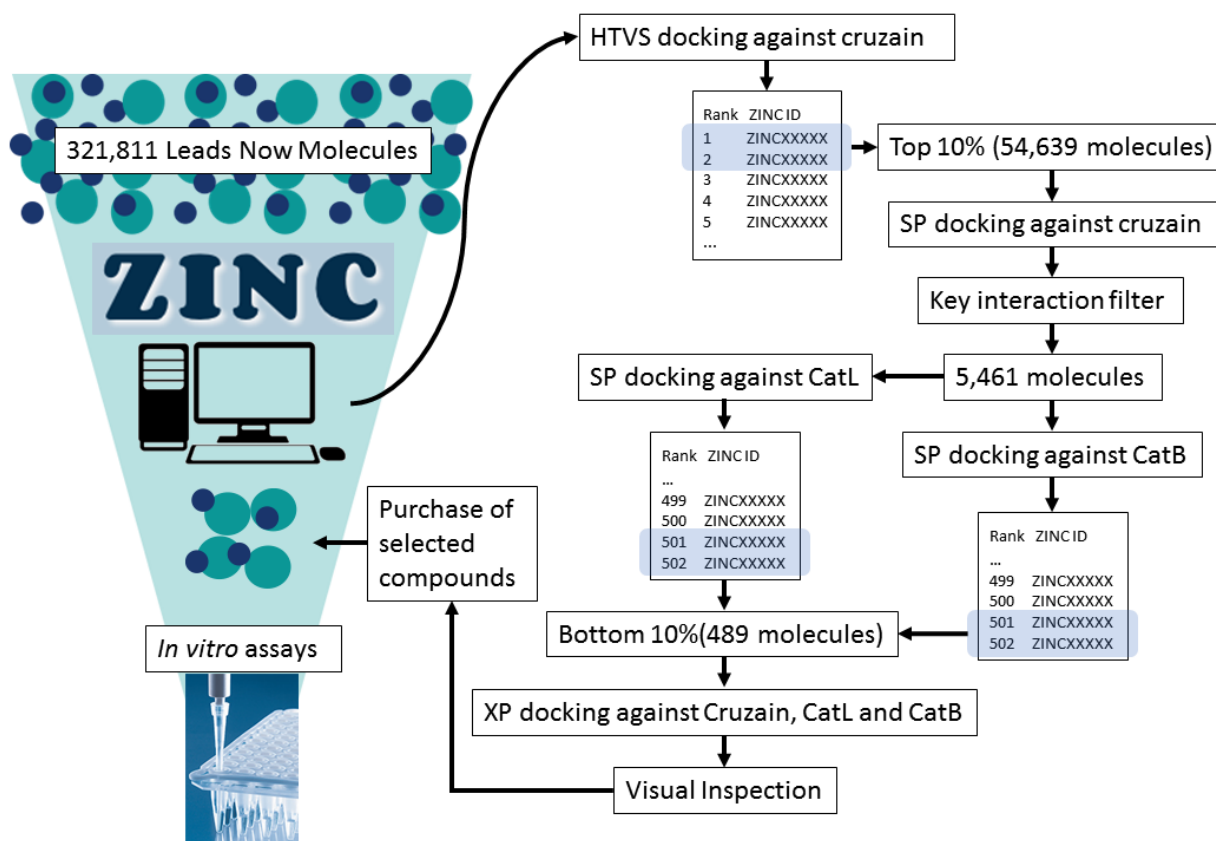 HTVS docking against cruzain
321,811 Leads Now Molecules
ZINC
Rank ZINC ID
1 ZINCXXXXX
2 ZINCXXXXX
3 ZINCXXXXX
4 ZINCXXXXX
5 ZINCXXXXX
...
Top 10% (54,639 molecules)
SP docking against cruzain
Key interaction filter
5,461 molecules
SP docking against CatL
SP docking against CatB
Rank ZINC ID
...
499 ZINCXXXXX
500 ZINCXXXXX
501 ZINCXXXXX
502 ZINCXXXXX
Rank ZINC ID
...
499 ZINCXXXXX
500 ZINCXXXXX
501 ZINCXXXXX
502 ZINCXXXXX
Bottom 10%(489 molecules)
XP docking against Cruzain, CatL and CatB
Visual Inspection
Purchase of
selected
compounds
In vitro assays